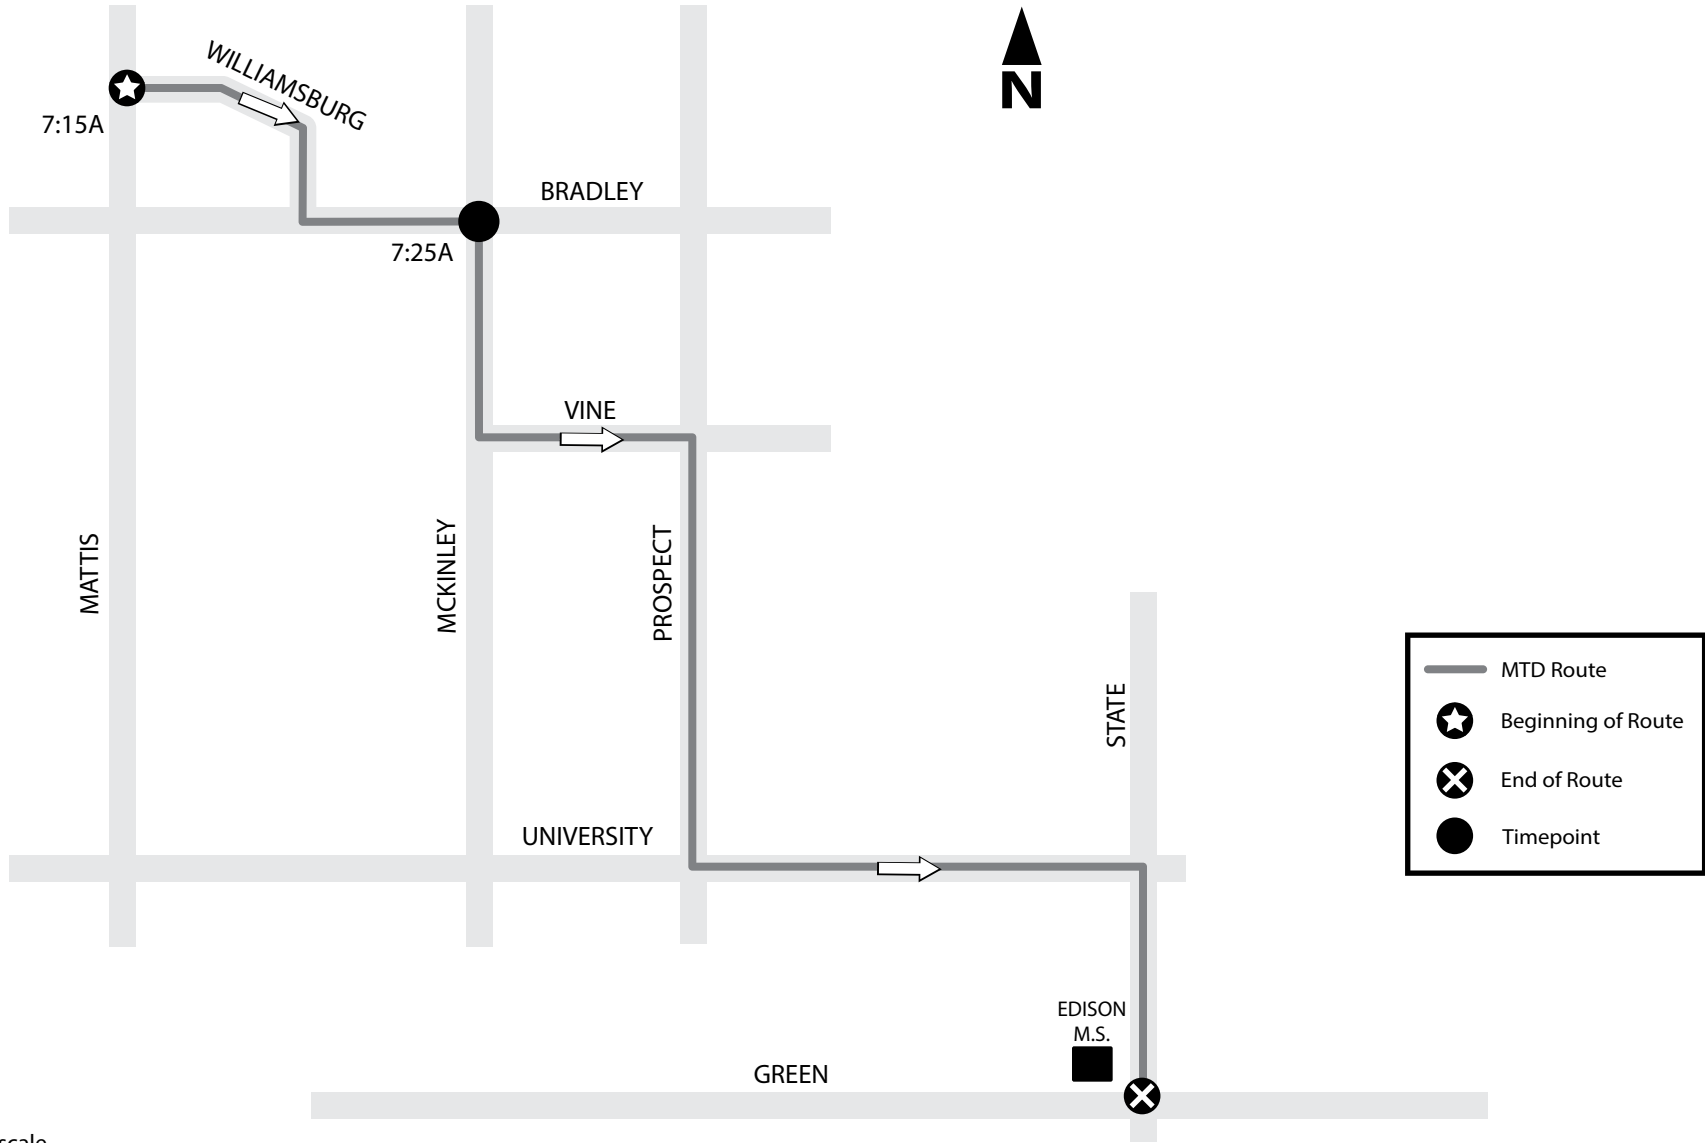 WILLIAMSBURG
N
7:15A
BRADLEY
7:25A
VINE
MATTIS
MCKINLEY
PROSPECT
STATE
MTD Route
Beginning of Route
End of Route
Timepoint
UNIVERSITY
EDISON
M.S.
GREEN
scale